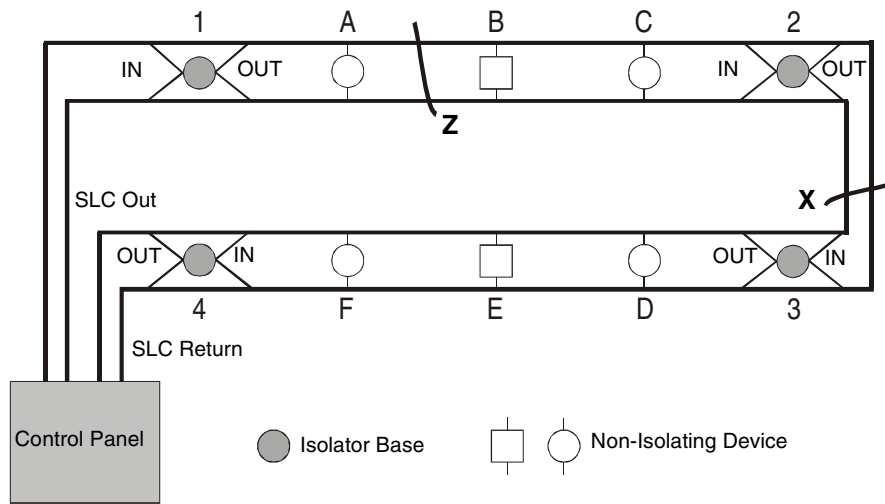 1 A B C 2
IN OUT IN OUT
Z
SLC Out
X
OUT IN OUT IN
4 F E D 3
SLC Return
Control Panel
Isolator Base
Non-Isolating Device